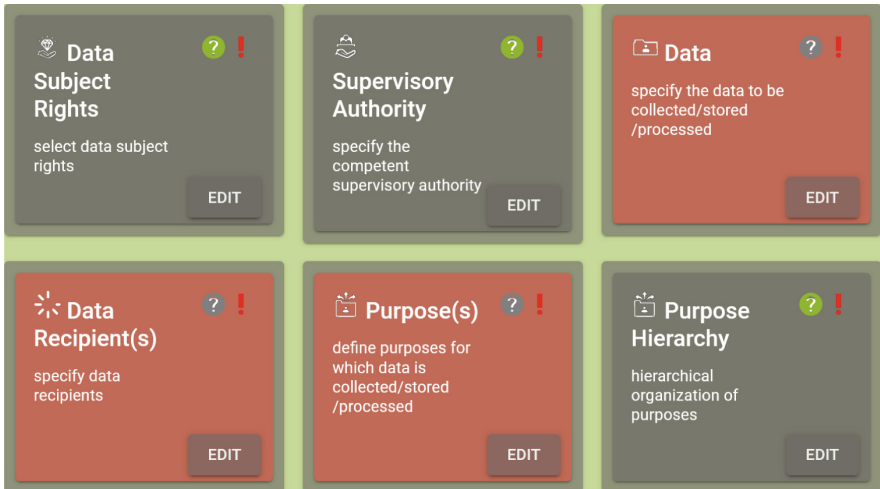 Data
Subject
Rights
select data subject
rights
EDIT
Supervisory
Authority
specify the
competent
supervisory authority
EDIT
Data
specify the data to be
collected/stored
/processed
EDIT
Data
Recipient(s)
specify data
recipients
EDIT
Purpose(s)
define purposes for
which data is
collected/stored
/processed
EDIT
Purpose
Hierarchy
hierarchical
organization of
purposes
EDIT